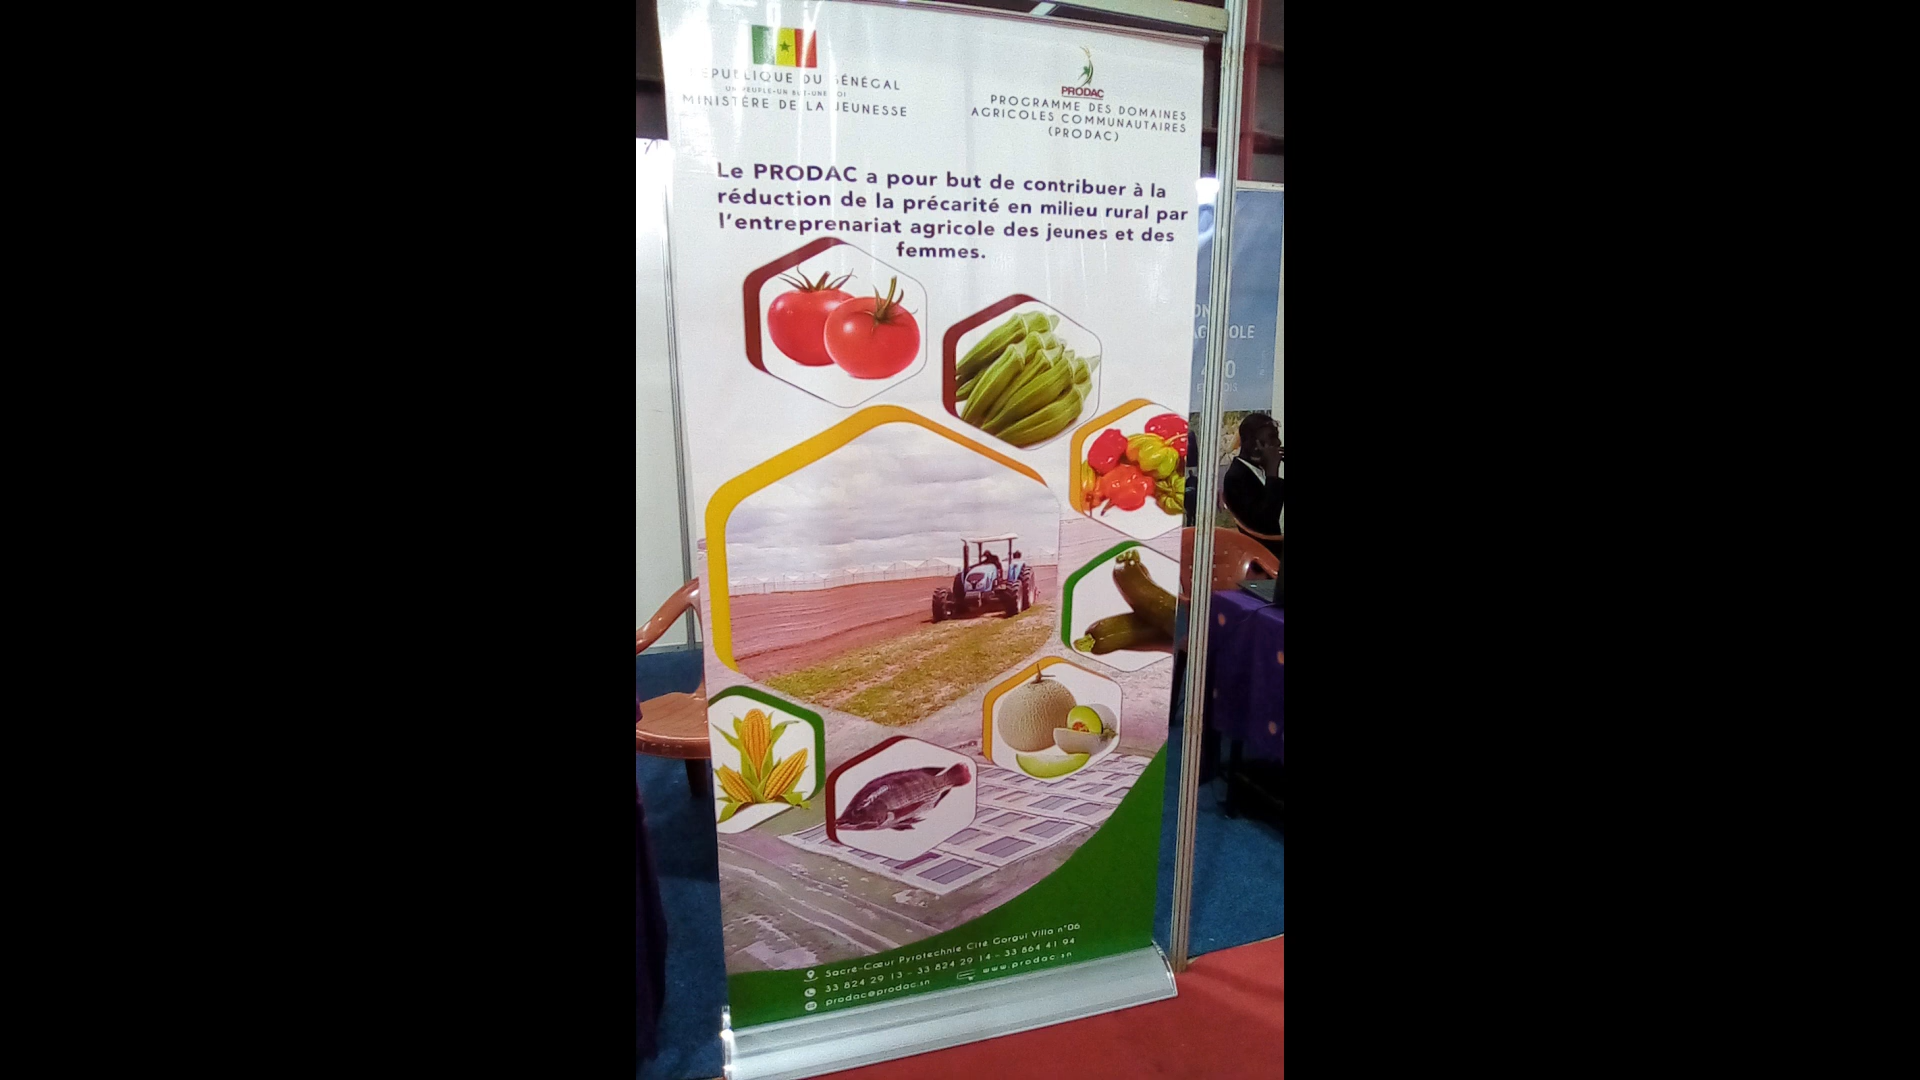 REPUBLIQUE DU SÉNÉGAL
UN PEUPLE-UN BUT-UNE FOI
MINISTÈRE DE LA JEUNESSE
PRODAC
PROGRAMME DES DOMAINES
AGRICOLES COMMUNAUTAIRES
(PRODAC)
Le PRODAC a pour but de contribuer à la
réduction de la précarité en milieu rural par
l'entreprenariat agricole des jeunes et des
femmes.
Sacré-Cœur Pyrotechnie Cité Gorgui Villa n°06
33 824 29 13 - 33 824 29 14 - 33 864 41 94
prodac@prodac.sn
www.prodac.sn